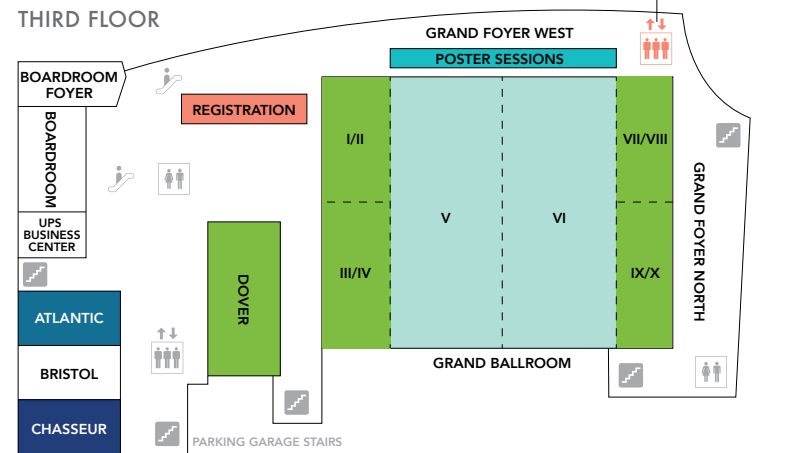 THIRD FLOOR
GRAND FOYER WEST
POSTER SESSIONS
BOARDROOM
FOYER
REGISTRATION
BOARDROOM
I/II
VII/VIII
V
VI
UPS
BUSINESS
CENTER
III/IV
IX/X
GRAND FOYER NORTH
DOVER
ATLANTIC
GRAND BALLROOM
BRISTOL
CHASSEUR
PARKING GARAGE STAIRS